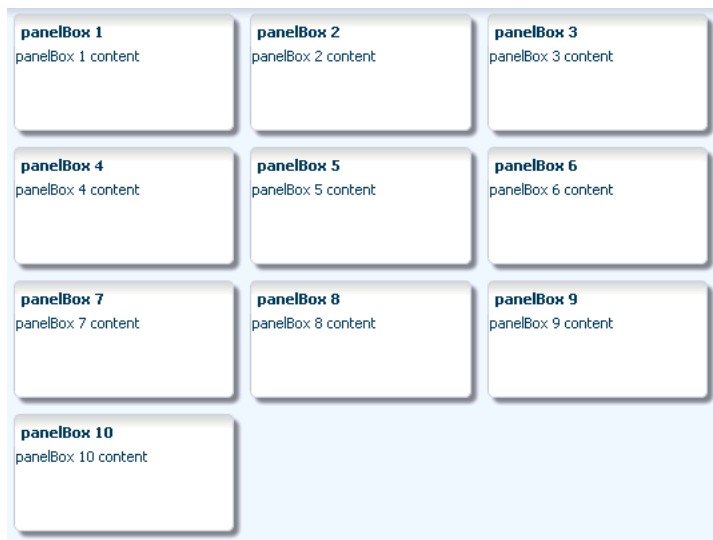 panelBox 1
panelBox 1 content
panelBox 2
panelBox 2 content
panelBox 3
panelBox 3 content
panelBox 4
panelBox 4 content
panelBox 5
panelBox 5 content
panelBox 6
panelBox 6 content
panelBox 7
panelBox 7 content
panelBox 8
panelBox 8 content
panelBox 9
panelBox 9 content
panelBox 10
panelBox 10 content